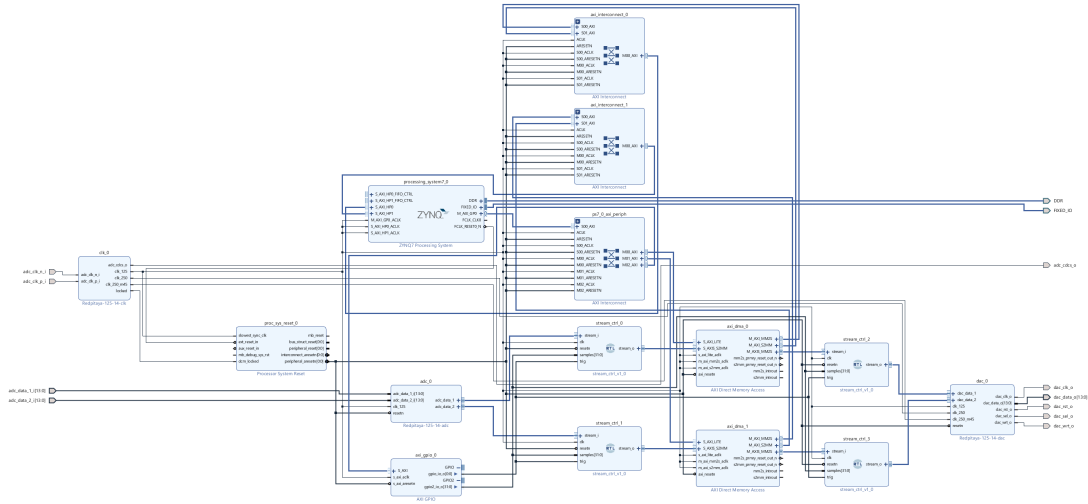 axi_interconnect_0
S00_AXI
S01_AXI
ACLK
ARESETN
S00_ACLK
S00_ARESETN
M00_ACLK
M00_ARESETN
S01_ACLK
S01_ARESETN
M00_AXI
AXI Interconnect
axi_interconnect_1
S00_AXI
S01_AXI
ACLK
ARESETN
S00_ACLK
S00_ARESETN
M00_ACLK
M00_ARESETN
S01_ACLK
S01_ARESETN
M00_AXI
AXI Interconnect
processing_system7_0
S_AXI_HP0_FIFO_CTRL
S_AXI_HP1_FIFO_CTRL
S_AXI_HP0
S_AXI_HP1
M_AXI_GP0_ACLK
S_AXI_HP0_ACLK
S_AXI_HP1_ACLK
ZYNQ
DDR
FIXED_IO
M_AXI_GP0
FCLK_CLK0
FCLK_RESET0_N
ZYNQ7 Processing System
DDR
FIXED_IO
ps7_0_axi_periph
S00_AXI
ACLK
ARESETN
S00_ACLK
S00_ARESETN
M00_ACLK
M00_ARESETN
M01_ACLK
M01_ARESETN
M02_ACLK
M02_ARESETN
M00_AXI
M01_AXI
M02_AXI
AXI Interconnect
adc_cdcs_o
clk_0
adc_clk_n_i
adc_clk_p_i
adc_clk_n_i
adc_clk_p_i
adc_cdcs_o
clk_125
clk_250
clk_250_n45
locked
Redpitaya-125-14-clk
proc_sys_reset_0
slowest_sync_clk
ext_reset_in
aux_reset_in
mb_debug_sys_rst
dcm_locked
mb_reset
bus_struct_reset[0:0]
peripheral_reset[0:0]
interconnect_aresetn[0:0]
peripheral_aresetn[0:0]
Processor System Reset
stream_ctrl_0
stream_i
clk
resetn
samples[31:0]
trig
RTL
stream_o
stream_ctrl_v1_0
axi_dma_0
S_AXI_LITE
S_AXIS_S2MM
s_axi_lite_aclk
m_axi_mm2s_aclk
m_axi_s2mm_aclk
axi_resetn
M_AXI_MM2S
M_AXI_S2MM
M_AXIS_MM2S
mm2s_prmry_reset_out_n
s2mm_prmry_reset_out_n
mm2s_introut
s2mm_introut
AXI Direct Memory Access
stream_ctrl_2
stream_i
clk
resetn
samples[31:0]
trig
RTL
stream_o
stream_ctrl_v1_0
adc_data_1_i[13:0]
adc_data_2_i[13:0]
adc_0
adc_data_1_i[13:0]
adc_data_2_i[13:0]
clk_125
resetn
adc_data_1
adc_data_2
Redpitaya-125-14-adc
dac_0
dac_data_1
dac_data_2
clk_125
clk_250
clk_250_n45
resetn
dac_clk_o
dac_data_o[13:0]
dac_rst_o
dac_sel_o
dac_wrt_o
Redpitaya-125-14-dac
dac_clk_o
dac_data_o[13:0]
dac_rst_o
dac_sel_o
dac_wrt_o
stream_ctrl_1
stream_i
clk
resetn
samples[31:0]
trig
RTL
stream_o
stream_ctrl_v1_0
axi_dma_1
S_AXI_LITE
S_AXIS_S2MM
s_axi_lite_aclk
m_axi_mm2s_aclk
m_axi_s2mm_aclk
axi_resetn
M_AXI_MM2S
M_AXI_S2MM
M_AXIS_MM2S
mm2s_prmry_reset_out_n
s2mm_prmry_reset_out_n
mm2s_introut
s2mm_introut
AXI Direct Memory Access
stream_ctrl_3
stream_i
clk
resetn
samples[31:0]
trig
RTL
stream_o
stream_ctrl_v1_0
axi_gpio_0
S_AXI
s_axi_aclk
s_axi_aresetn
GPIO
gpio_io_o[0:0]
GPIO2
gpio2_io_o[31:0]
AXI GPIO